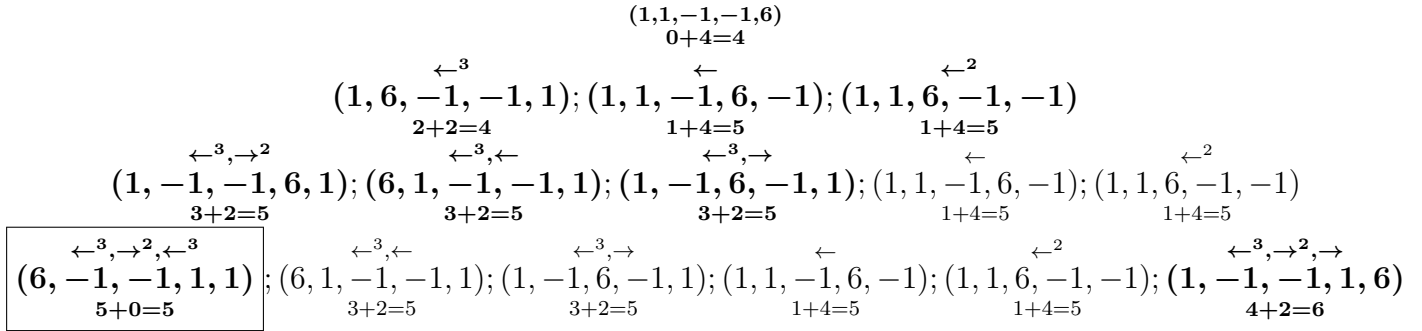 (1,1,−1,−1,6)
0+4=4
←³ ← ←²
(1, 6, −1, −1, 1); (1, 1, −1, 6, −1); (1, 1, 6, −1, −1)
2+2=4 1+4=5 1+4=5
←³,→² ←³,← ←³,→ ← ←²
(1, −1, −1, 6, 1); (6, 1, −1, −1, 1); (1, −1, 6, −1, 1); (1, 1, −1, 6, −1); (1, 1, 6, −1, −1)
3+2=5 3+2=5 3+2=5 1+4=5 1+4=5
←³,→²,←³ ←³,← ←³,→ ← ←² ←³,→²,→
(6, −1, −1, 1, 1); (6, 1, −1, −1, 1); (1, −1, 6, −1, 1); (1, 1, −1, 6, −1); (1, 1, 6, −1, −1); (1, −1, −1, 1, 6)
5+0=5 3+2=5 3+2=5 1+4=5 1+4=5 4+2=6